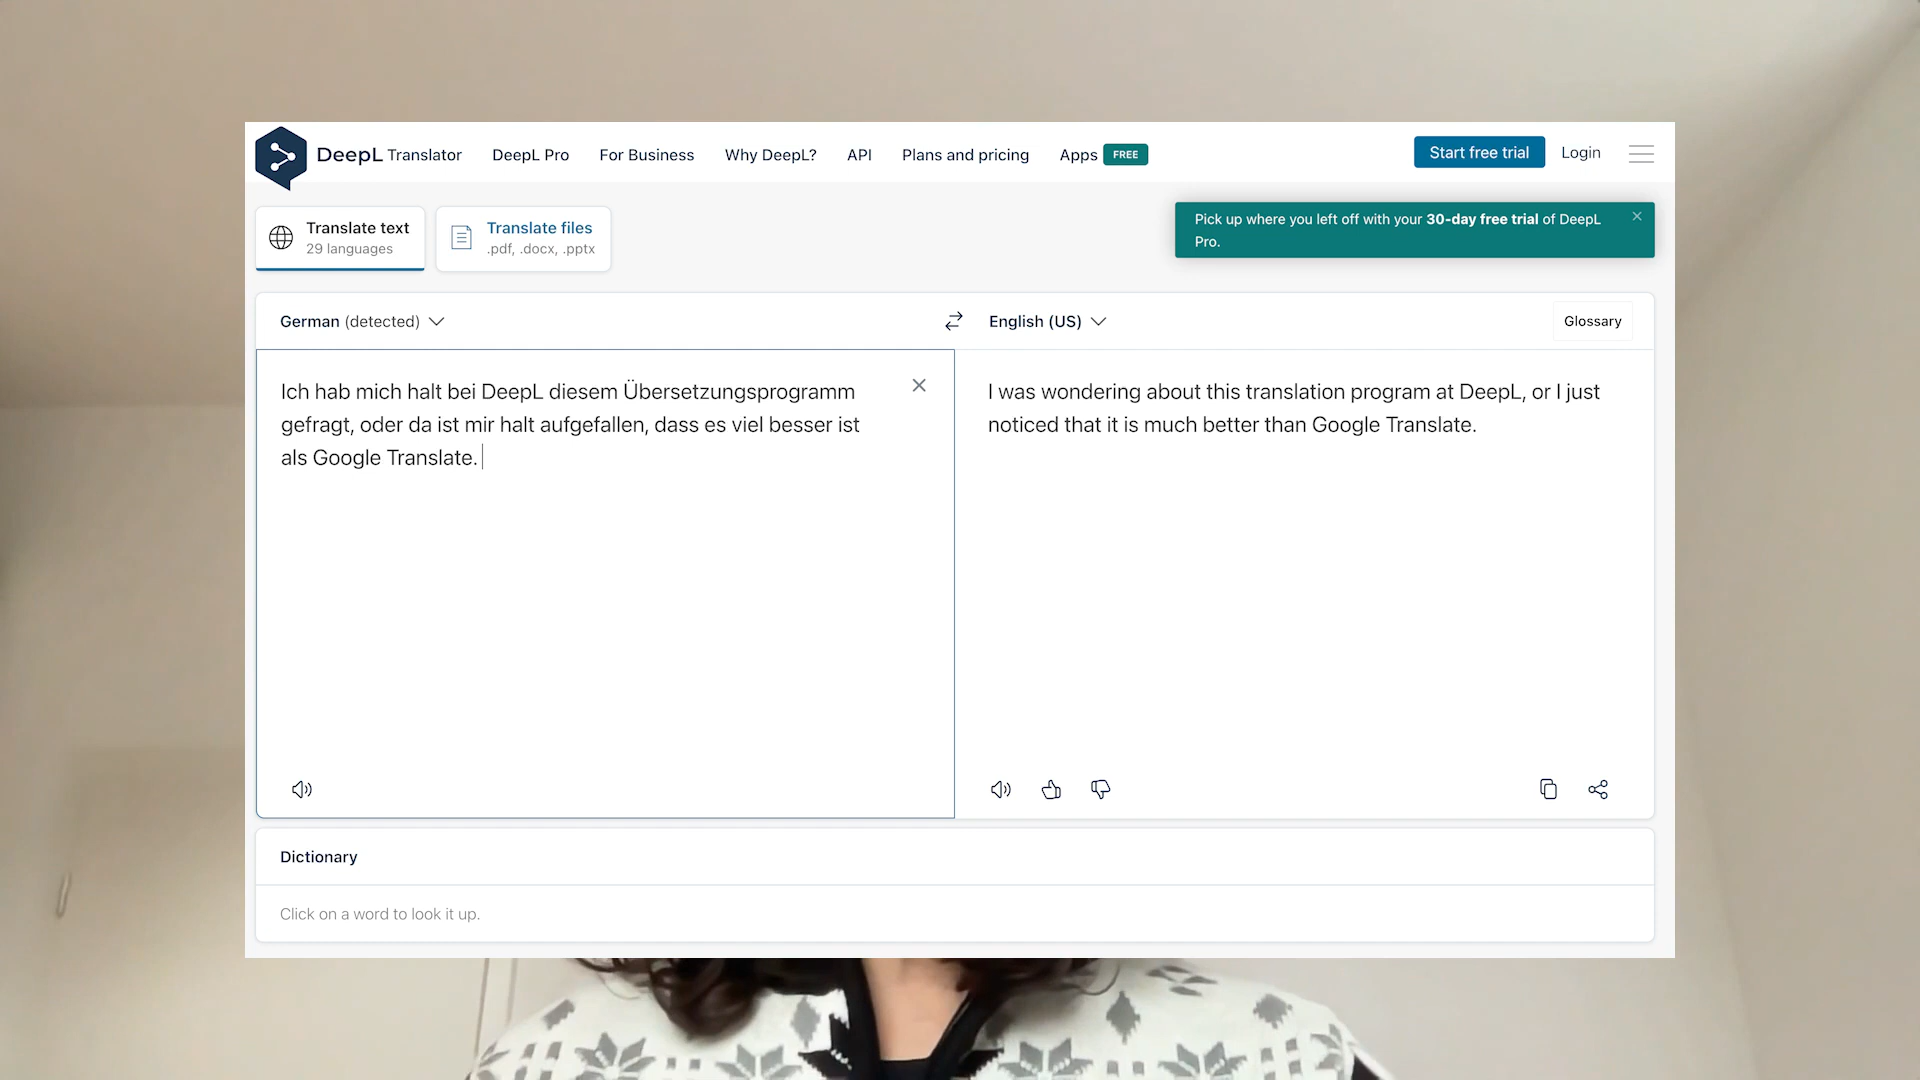 DeepL Translator DeepL Pro For Business Why DeepL? API Plans and pricing Apps FREE Start free trial Login
Translate text
29 languages
Translate files
.pdf, .docx, .pptx
Pick up where you left off with your 30-day free trial of DeepL
Pro.
German (detected)
English (US)
Glossary
Ich hab mich halt bei DeepL diesem Übersetzungsprogramm
gefragt, oder da ist mir halt aufgefallen, dass es viel besser ist
als Google Translate.
I was wondering about this translation program at DeepL, or I just
noticed that it is much better than Google Translate.
Dictionary
Click on a word to look it up.